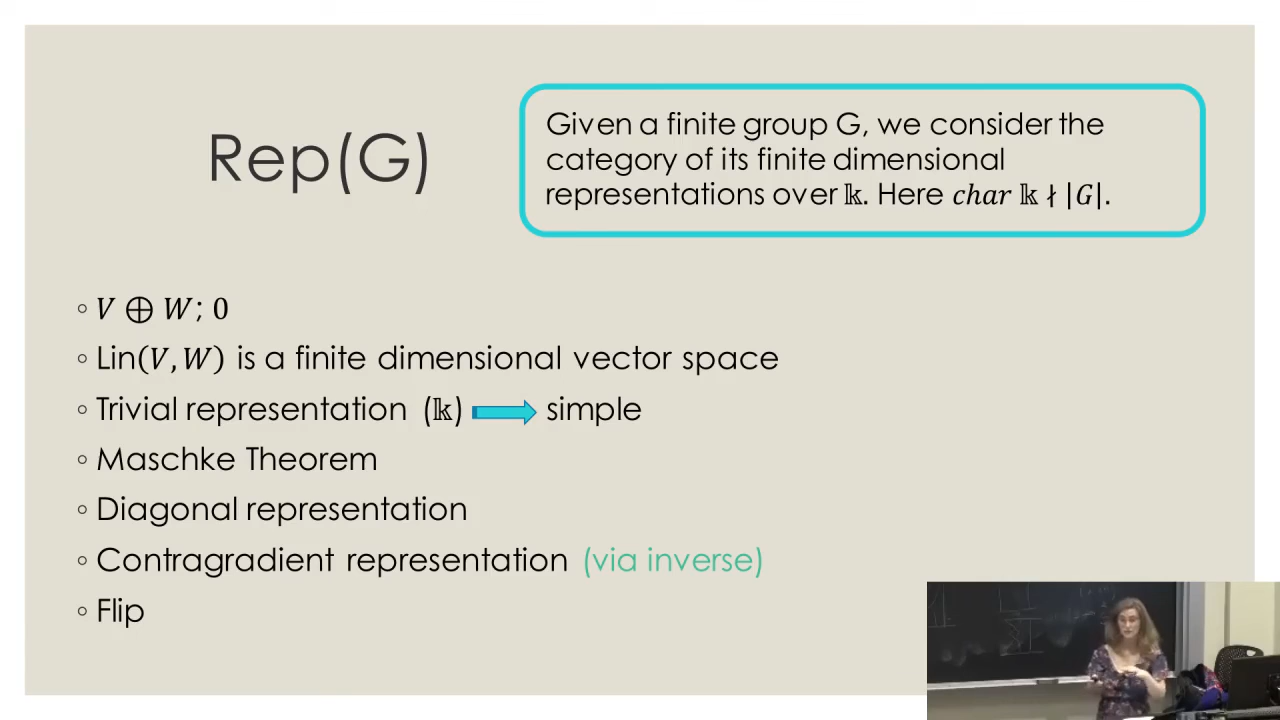 Rep(G)
Given a finite group G, we consider the
category of its finite dimensional
representations over 𝕜. Here char 𝕜 ∤ |G|.
◦ V ⊕ W; 0
◦ Lin(V, W) is a finite dimensional vector space
◦ Trivial representation (𝕜) ➡ simple
◦ Maschke Theorem
◦ Diagonal representation
◦ Contragradient representation (via inverse)
◦ Flip